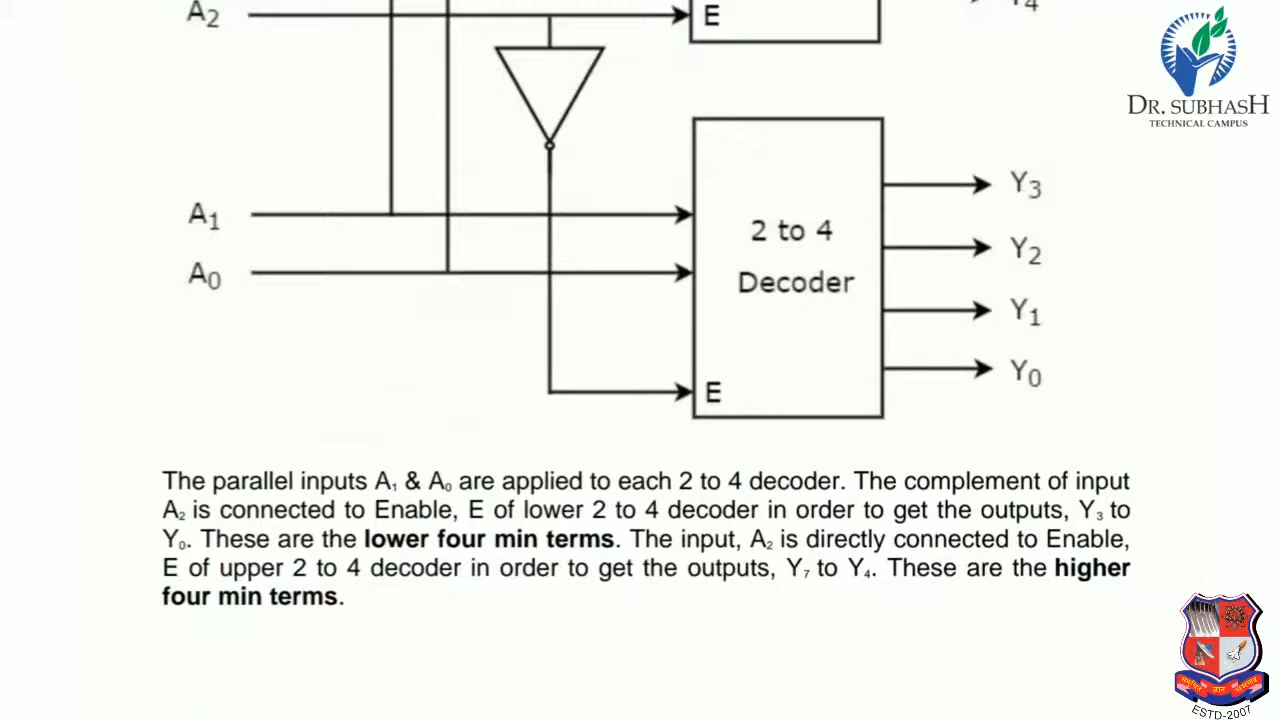 A₂
E
Y₄
DR. SUBHASH
TECHNICAL CAMPUS
Y₃
A₁
2 to 4
Y₂
A₀
Decoder
Y₁
Y₀
E
The parallel inputs A₁ & A₀ are applied to each 2 to 4 decoder. The complement of input
A₂ is connected to Enable, E of lower 2 to 4 decoder in order to get the outputs, Y₃ to
Y₀. These are the lower four min terms. The input, A₂ is directly connected to Enable,
E of upper 2 to 4 decoder in order to get the outputs, Y₇ to Y₄. These are the higher
four min terms.
ESTD-2007